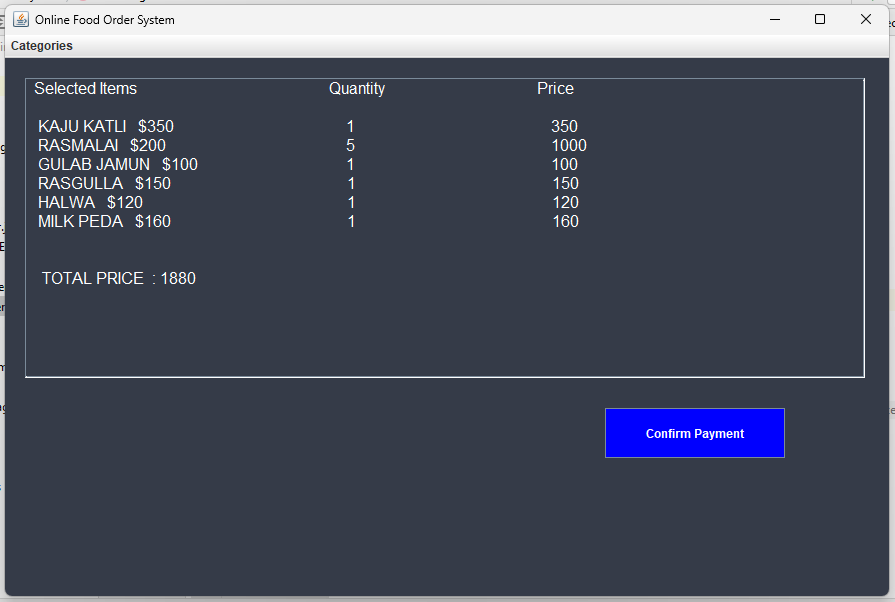 Online Food Order System
Categories
Selected Items Quantity Price
KAJU KATLI $350 1 350
RASMALAI $200 5 1000
GULAB JAMUN $100 1 100
RASGULLA $150 1 150
HALWA $120 1 120
MILK PEDA $160 1 160
TOTAL PRICE : 1880
Confirm Payment